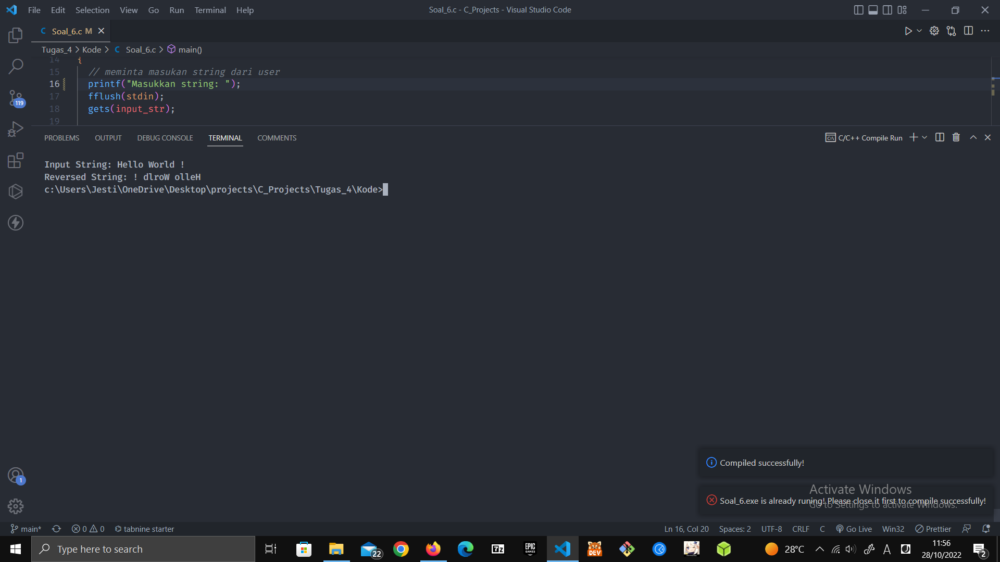 File Edit Selection View Go Run Terminal Help
Soal_6.c - C_Projects - Visual Studio Code
C Soal_6.c M
Tugas_4 > Kode > C Soal_6.c > main()
14 {
15 // meminta masukan string dari user
16 printf("Masukkan string: ");
17 fflush(stdin);
18 gets(input_str);
19
119
PROBLEMS OUTPUT DEBUG CONSOLE TERMINAL COMMENTS
C/C++ Compile Run
Input String: Hello World !
Reversed String: ! dlroW olleH
c:\Users\Jesti\OneDrive\Desktop\projects\C_Projects\Tugas_4\Kode>
1
Compiled successfully!
Activate Windows
Go to Settings to activate Windows.
Soal_6.exe is already runing! Please close it first to compile successfully!
main* 0 0 tabnine starter
Ln 16, Col 20 Spaces: 2 UTF-8 CRLF C Go Live Win32 Prettier
Type here to search
22
7z
EPIC GAMES
DEV
28°C
A
11:56
28/10/2022
2